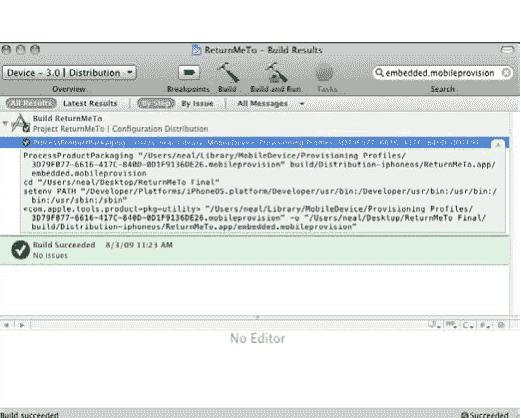 ReturnMeTo – Build Results
Device - 3.0 | Distribution
embedded.mobileprovision
Overview Breakpoints Build Build and Run Tasks Search
All Results Latest Results By Step By Issue All Messages
Build ReturnMeTo
Project ReturnMeTo | Configuration Distribution
ProcessProductPackaging "/Users/neal/Library/MobileDevice/Provisioning Profiles/
3D79F077-6616-417C-840D-0D1F9136DE26.mobileprovision" build/Distribution-iphoneos/ReturnMeTo.app/
embedded.mobileprovision
cd "/Users/neal/Desktop/ReturnMeTo Final"
setenv PATH "/Developer/Platforms/iPhoneOS.platform/Developer/usr/bin:/Developer/usr/bin:/usr/bin:/
bin:/usr/sbin:/sbin"
<com.apple.tools.product-pkg-utility> "/Users/neal/Library/MobileDevice/Provisioning Profiles/
3D79F077-6616-417C-840D-0D1F9136DE26.mobileprovision" -o "/Users/neal/Desktop/ReturnMeTo Final/
build/Distribution-iphoneos/ReturnMeTo.app/embedded.mobileprovision"
Build Succeeded 8/3/09 11:23 AM
No issues
No Editor
Build succeeded
Succeeded